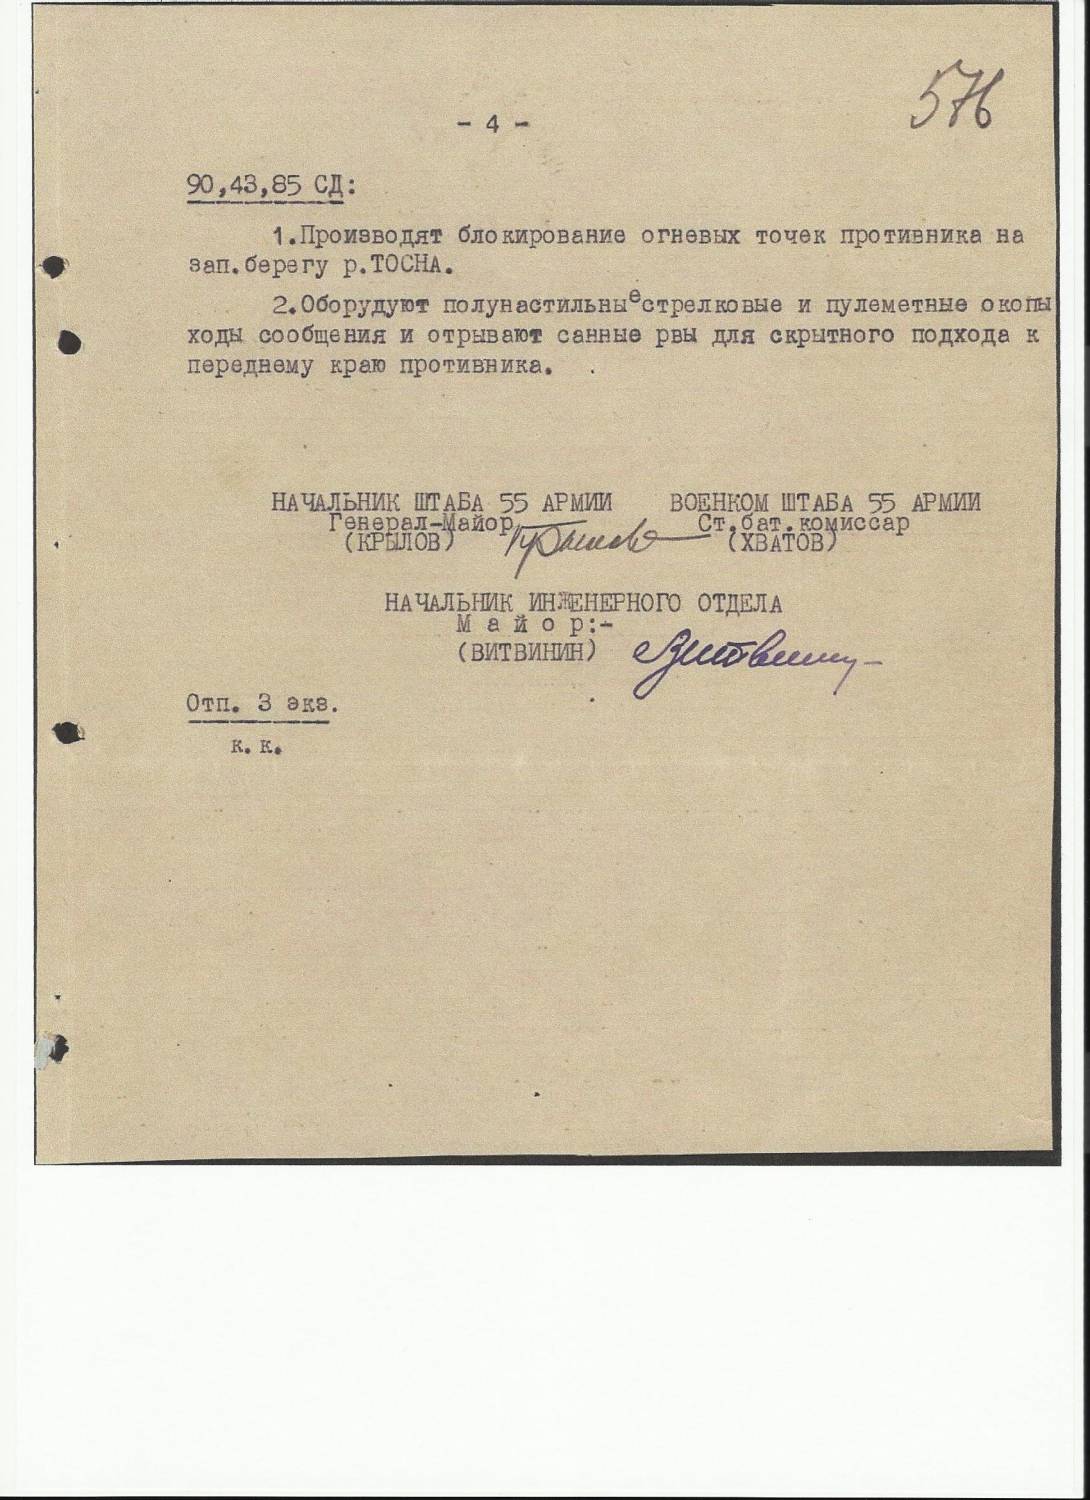 576
- 4 -
90,43,85 СД:
1.Производят блокирование огневых точек противника на
зап.берегу р.ТОСНА.
2.Оборудуют полунастильные стрелковые и пулеметные окопы
ходы сообщения и отрывают санные рвы для скрытного подхода к
переднему краю противника.
НАЧАЛЬНИК ШТАБА 55 АРМИИ ВОЕНКОМ ШТАБА 55 АРМИИ
Генерал-Майор Ст.бат.комиссар
(КРЫЛОВ) Крылов (ХВАТОВ)
НАЧАЛЬНИК ИНЖЕНЕРНОГО ОТДЕЛА
М а й о р:-
(ВИТВИНИН) Витвинин
Отп. 3 экз.
к.к.